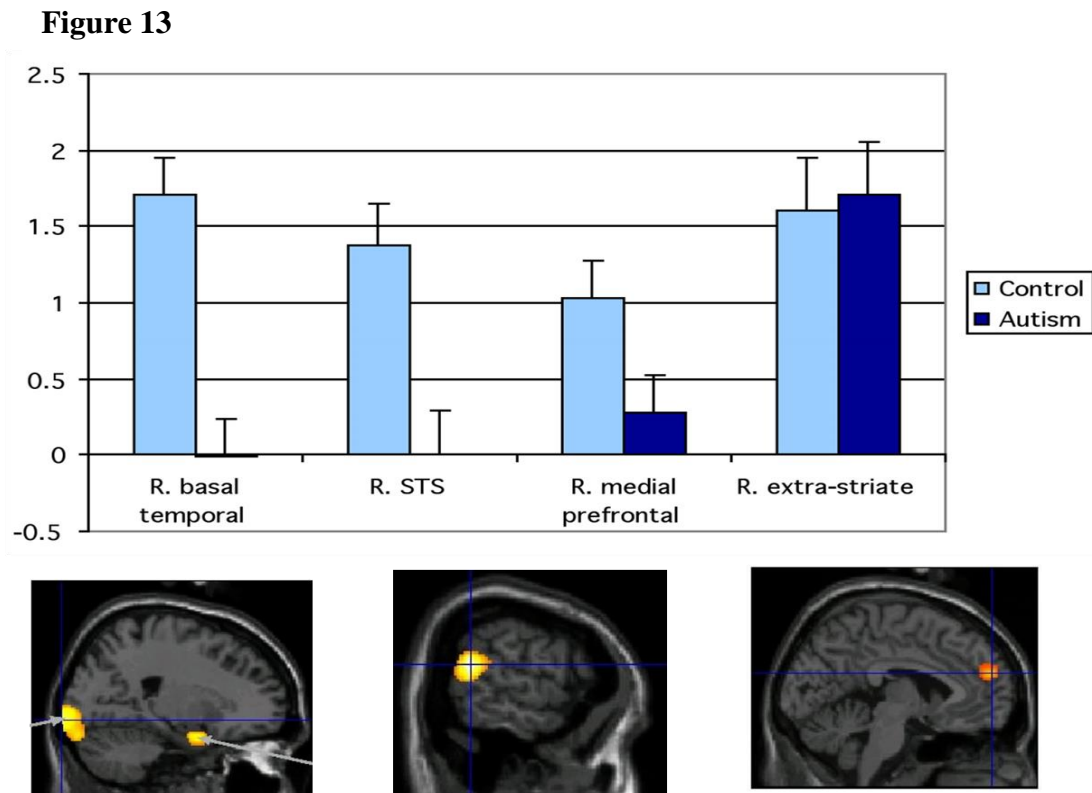 Figure 13
2.5
2
1.5
1
0.5
0
-0.5
R. basal
temporal
R. STS
R. medial
prefrontal
R. extra-striate
Control
Autism